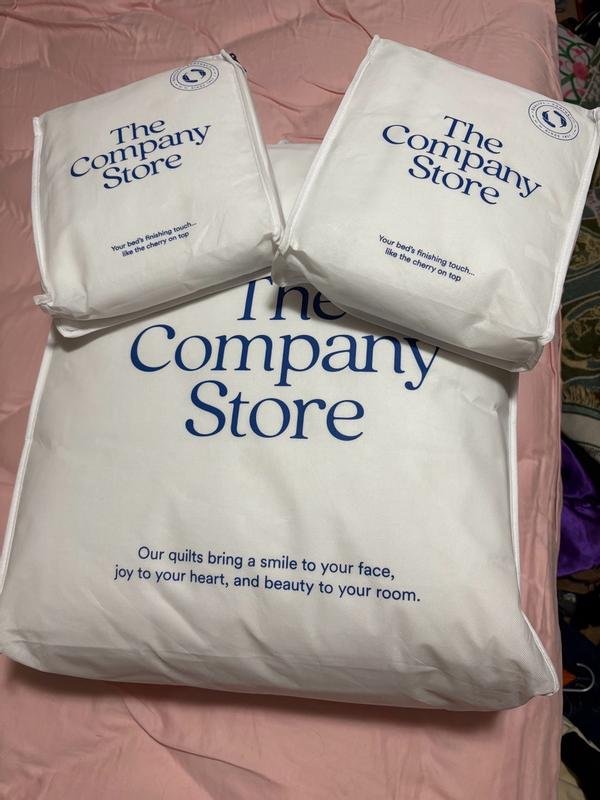 The
Company
Store
Your bed's finishing touch...
like the cherry on top
The
Company
Store
Your bed's finishing touch...
like the cherry on top
The
Company
Store
Our quilts bring a smile to your face,
joy to your heart, and beauty to your room.